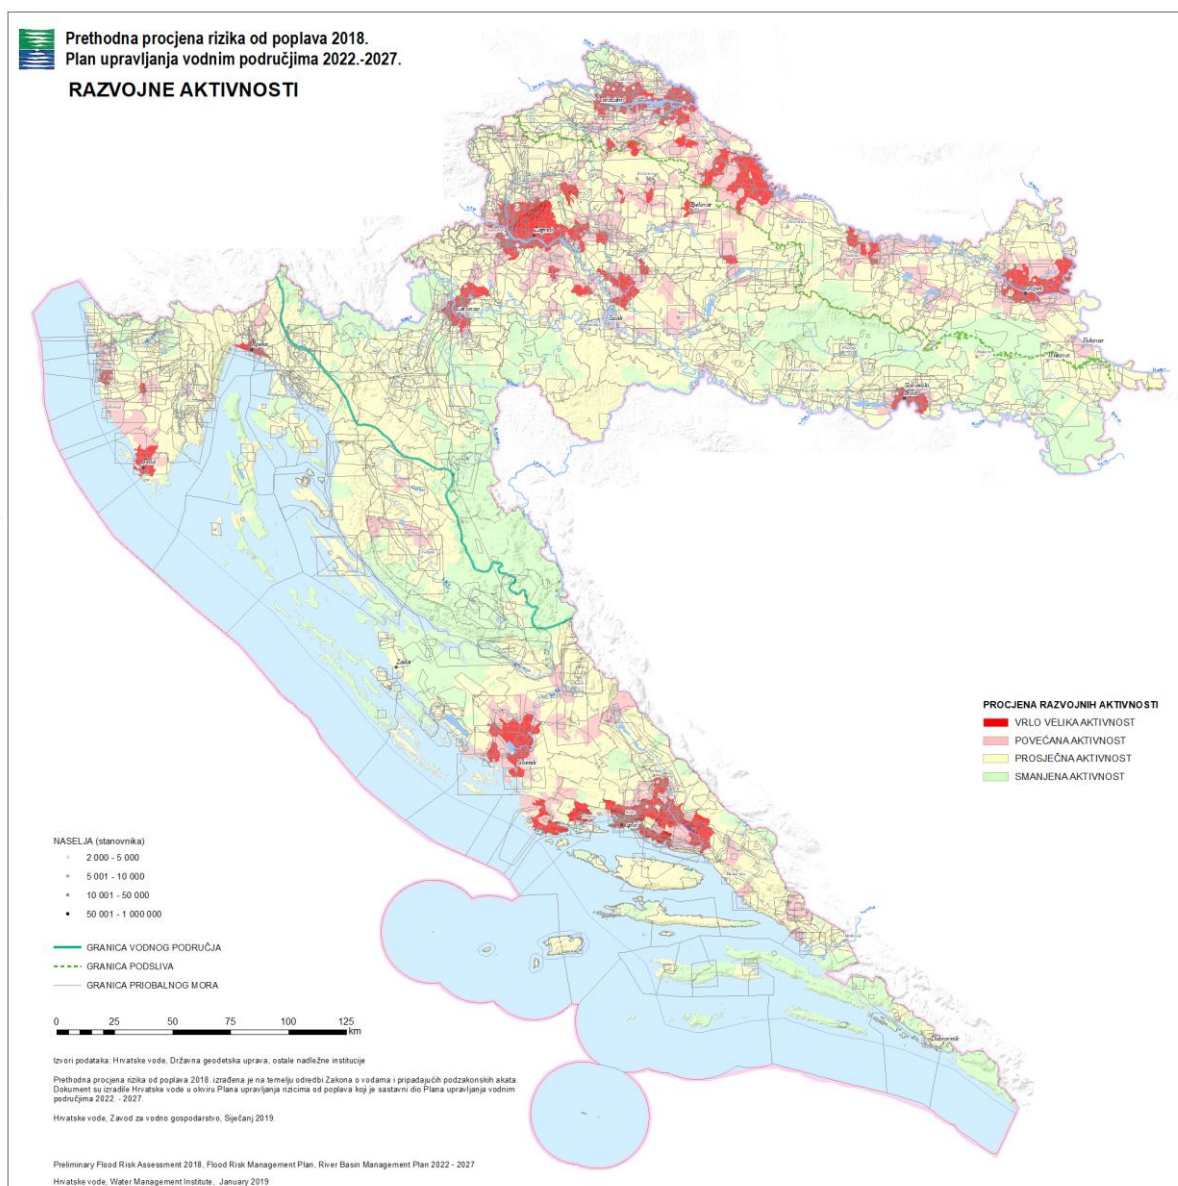 Prethodna procjena rizika od poplava 2018.
Plan upravljanja vodnim područjima 2022.-2027.
RAZVOJNE AKTIVNOSTI
Varaždin
Bjelovar
Zagreb
Karlovac
Sisak
Rijeka
Osijek
Vukovar
Vinkovci
Slavonski
Pula
Zadar
Šibenik
Split
Dubrovnik
PROCJENA RAZVOJNIH AKTIVNOSTI
VRLO VELIKA AKTIVNOST
POVEĆANA AKTIVNOST
PROSJEČNA AKTIVNOST
SMANJENA AKTIVNOST
NASELJA (stanovnika)
2 000 - 5 000
5 001 - 10 000
10 001 - 50 000
50 001 - 1 000 000
GRANICA VODNOG PODRUČJA
GRANICA PODSLIVA
GRANICA PRIOBALNOG MORA
0 25 50 75 100 125
km
Izvori podataka: Hrvatske vode, Državna geodetska uprava, ostale nadležne institucije
Prethodna procjena rizika od poplava 2018. izrađena je na temelju odredbi Zakona o vodama i pripadajućih podzakonskih akata.
Dokument su izradile Hrvatske vode u okviru Plana upravljanja rizicima od poplava koji je sastavni dio Plana upravljanja vodnim
područjima 2022. - 2027.
Hrvatske vode, Zavod za vodno gospodarstvo, Siječanj 2019.
Preliminary Flood Risk Assessment 2018, Flood Risk Management Plan, River Basin Management Plan 2022 - 2027
Hrvatske vode, Water Management Institute, January 2019